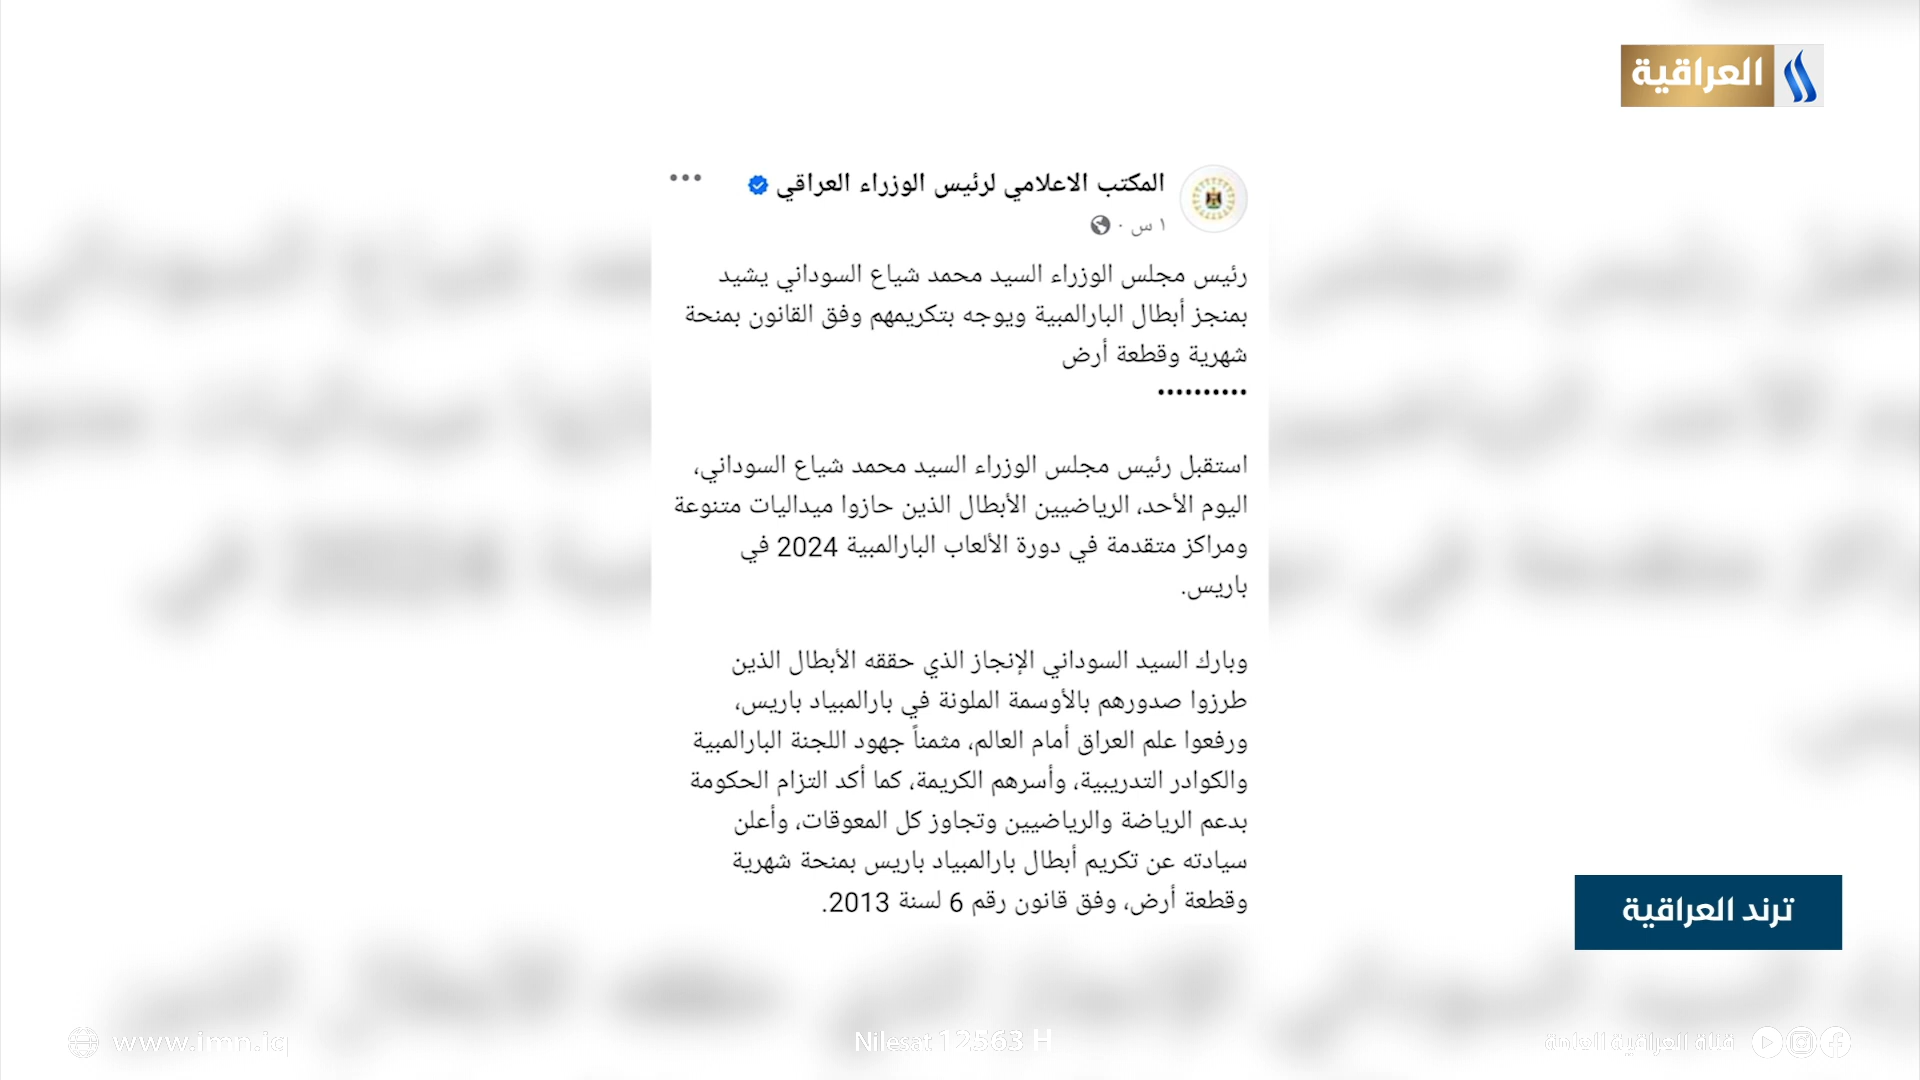 العراقية
المكتب الاعلامي لرئيس الوزراء العراقي
١ س ·
رئيس مجلس الوزراء السيد محمد شياع السوداني يشيد
بمنجز أبطال البارالمبية ويوجه بتكريمهم وفق القانون بمنحة
شهرية وقطعة أرض
••••••••••
استقبل رئيس مجلس الوزراء السيد محمد شياع السوداني،
اليوم الأحد، الرياضيين الأبطال الذين حازوا ميداليات متنوعة
ومراكز متقدمة في دورة الألعاب البارالمبية 2024 في
باريس.
وبارك السيد السوداني الإنجاز الذي حققه الأبطال الذين
طرزوا صدورهم بالأوسمة الملونة في بارالمبياد باريس،
ورفعوا علم العراق أمام العالم، مثمناً جهود اللجنة البارالمبية
والكوادر التدريبية، وأسرهم الكريمة، كما أكد التزام الحكومة
بدعم الرياضة والرياضيين وتجاوز كل المعوقات، وأعلن
سيادته عن تكريم أبطال بارالمبياد باريس بمنحة شهرية
وقطعة أرض، وفق قانون رقم 6 لسنة 2013.
ترند العراقية
www.imn.iq
Nilesat 12563 H
قناة العراقية العامة